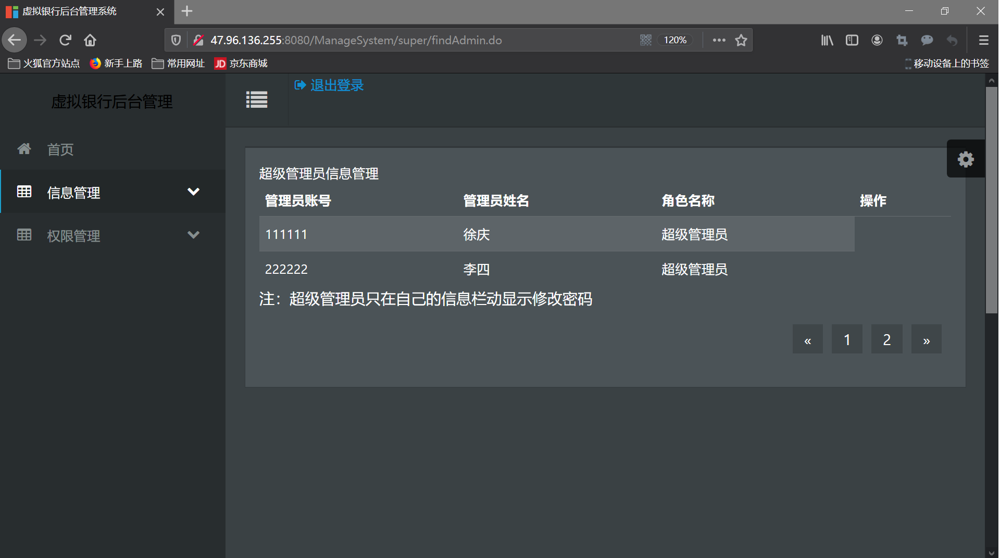 虚拟银行后台管理系统
47.96.136.255:8080/ManageSystem/super/findAdmin.do
120%
火狐官方站点
新手上路
常用网址
JD 京东商城
移动设备上的书签
虚拟银行后台管理
退出登录
首页
信息管理
权限管理
超级管理员信息管理
管理员账号 管理员姓名 角色名称 操作
111111 徐庆 超级管理员
222222 李四 超级管理员
注：超级管理员只在自己的信息栏动显示修改密码
« 1 2 »